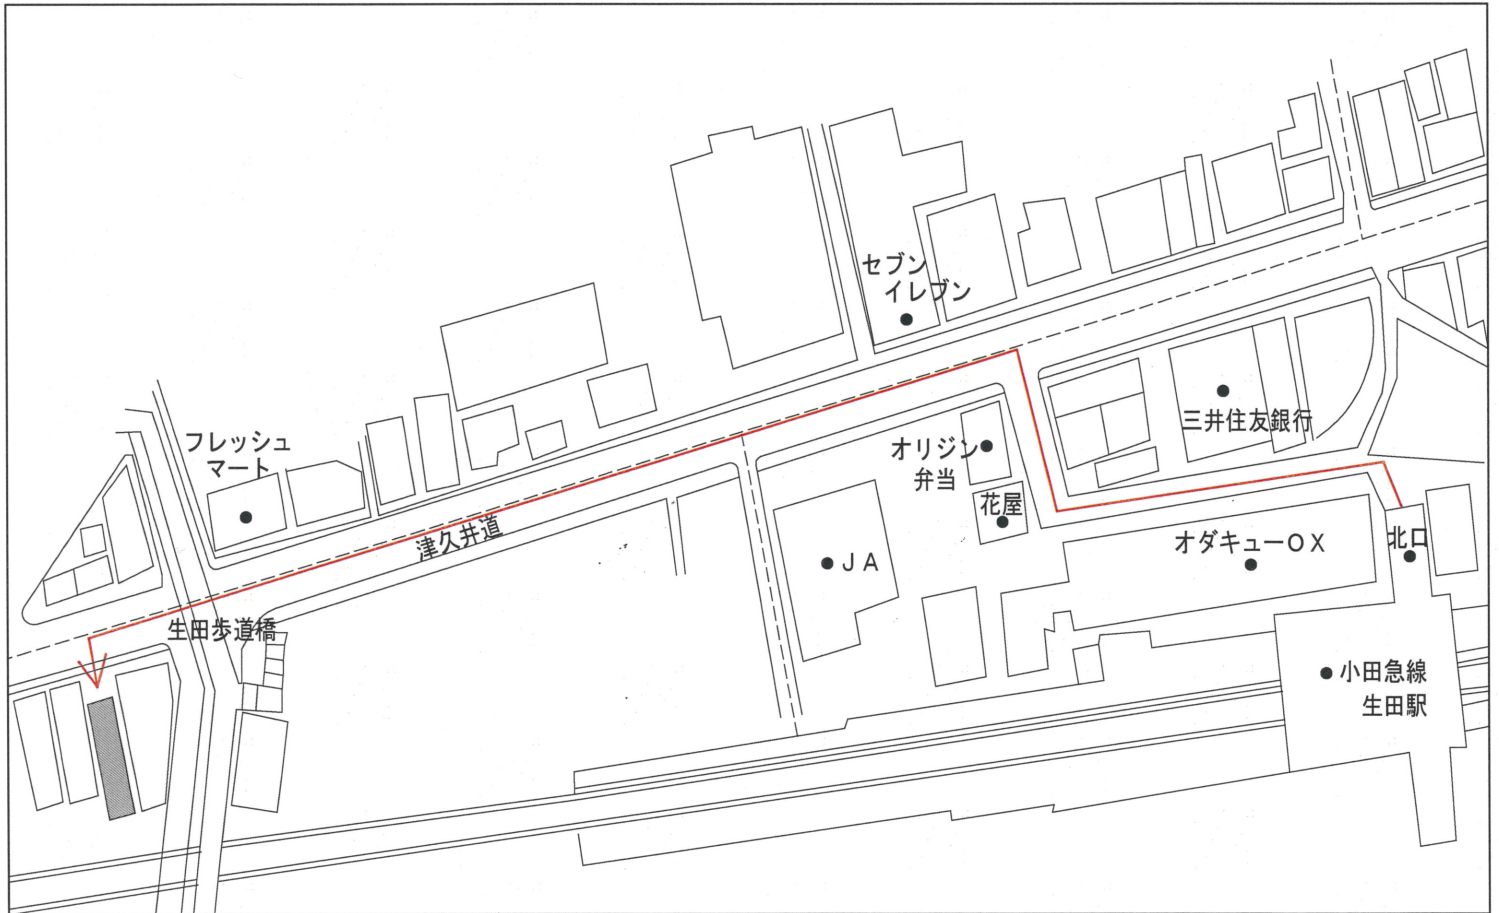 セブン
イレブン
フレッシュ
マート
三井住友銀行
オリジン
弁当
花屋
津久井道
オダキューOX
北口
JA
生田歩道橋
小田急線
生田駅